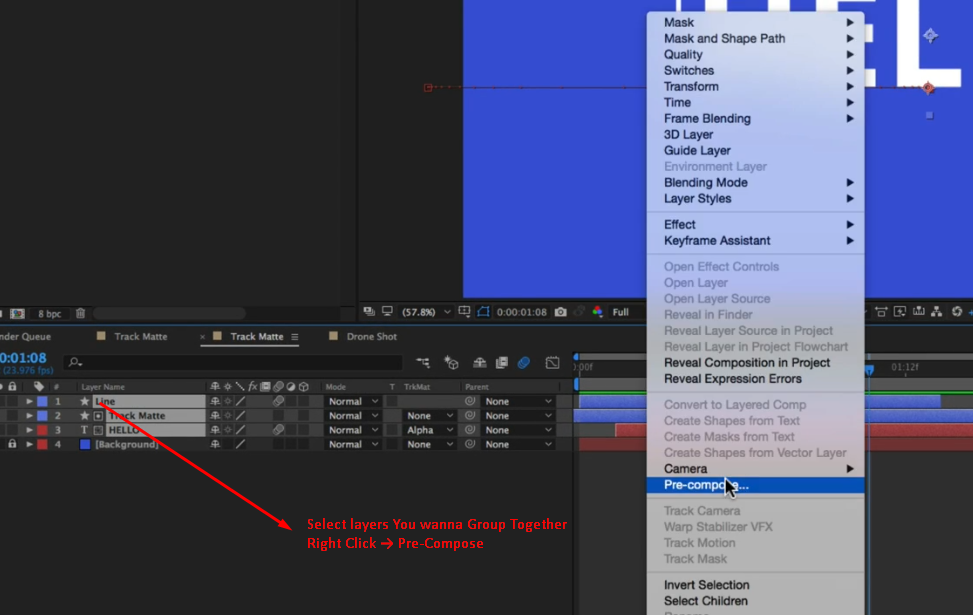 HEL
Mask
Mask and Shape Path
Quality
Switches
Transform
Time
Frame Blending
3D Layer
Guide Layer
Environment Layer
Blending Mode
Layer Styles
Effect
Keyframe Assistant
Open Effect Controls
Open Layer
Open Layer Source
Reveal in Finder
Reveal Layer Source in Project
Reveal Layer in Project Flowchart
Reveal Composition in Project
Reveal Expression Errors
Convert to Layered Comp
Create Shapes from Text
Create Masks from Text
Create Shapes from Vector Layer
Camera
Pre-compose...
Track Camera
Warp Stabilizer VFX
Track Motion
Track Mask
Invert Selection
Select Children
8 bpc
(57.8%) 0:00:01:08 Full
nder Queue Track Matte × Track Matte Drone Shot
0:01:08
(23.976 fps)
:00f 01:12f
# Layer Name fx Mode T TrkMat Parent
1 Line Normal None
2 Track Matte Normal None None
3 T HELLO Normal Alpha None
4 [Background] Normal None None
Select layers You wanna Group Together
Right Click → Pre-Compose